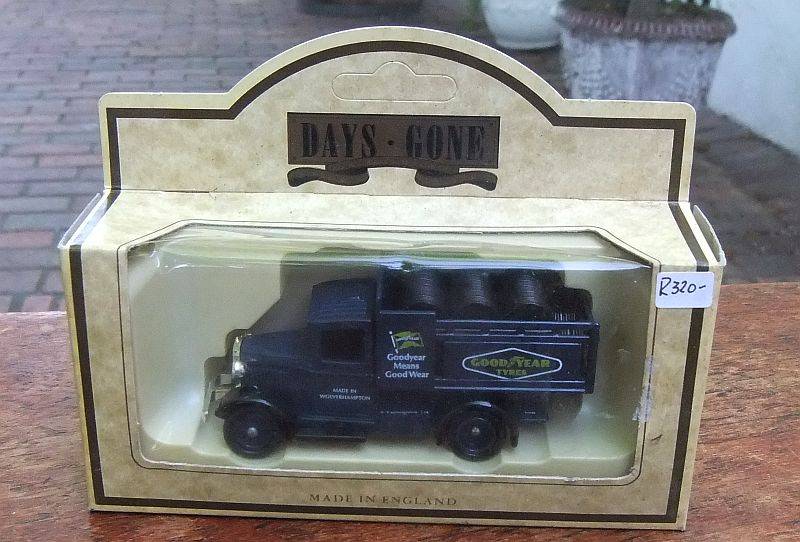 DAYS · GONE
R320-
Goodyear
Means
Good Wear
GOODYEAR
TYRES
MADE IN
WOLVERHAMPTON
MADE IN ENGLAND